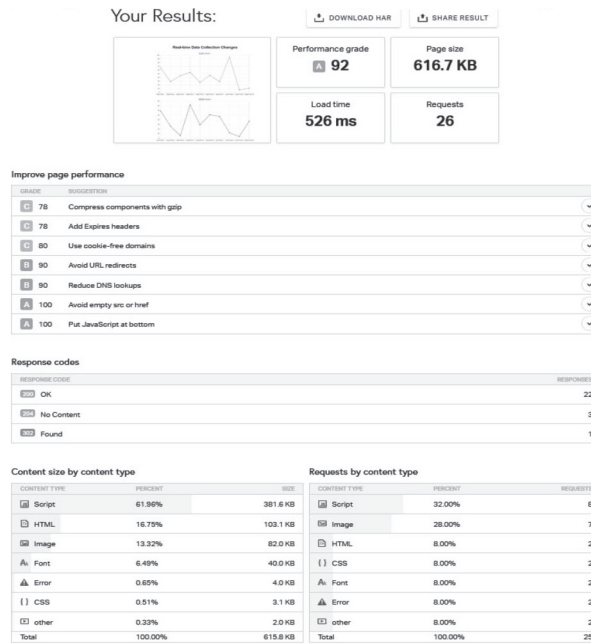 Your Results:
DOWNLOAD HAR
SHARE RESULT
Real-time Data Collection Changes
Performance grade
A 92
Page size
616.7 KB
Load time
526 ms
Requests
26
Improve page performance
GRADE SUGGESTION
C 78 Compress components with gzip
C 78 Add Expires headers
C 80 Use cookie-free domains
B 90 Avoid URL redirects
B 90 Reduce DNS lookups
A 100 Avoid empty src or href
A 100 Put JavaScript at bottom
Response codes
RESPONSE CODE RESPONSES
200 OK 22
204 No Content 3
302 Found 1
Content size by content type
CONTENT TYPE PERCENT SIZE
Script 61.96% 381.6 KB
HTML 16.75% 103.1 KB
Image 13.32% 82.0 KB
Font 6.49% 40.0 KB
Error 0.65% 4.0 KB
{ } CSS 0.51% 3.1 KB
other 0.33% 2.0 KB
Total 100.00% 615.8 KB
Requests by content type
CONTENT TYPE PERCENT REQUESTS
Script 32.00% 8
Image 28.00% 7
HTML 8.00% 2
{ } CSS 8.00% 2
Font 8.00% 2
Error 8.00% 2
other 8.00% 2
Total 100.00% 25